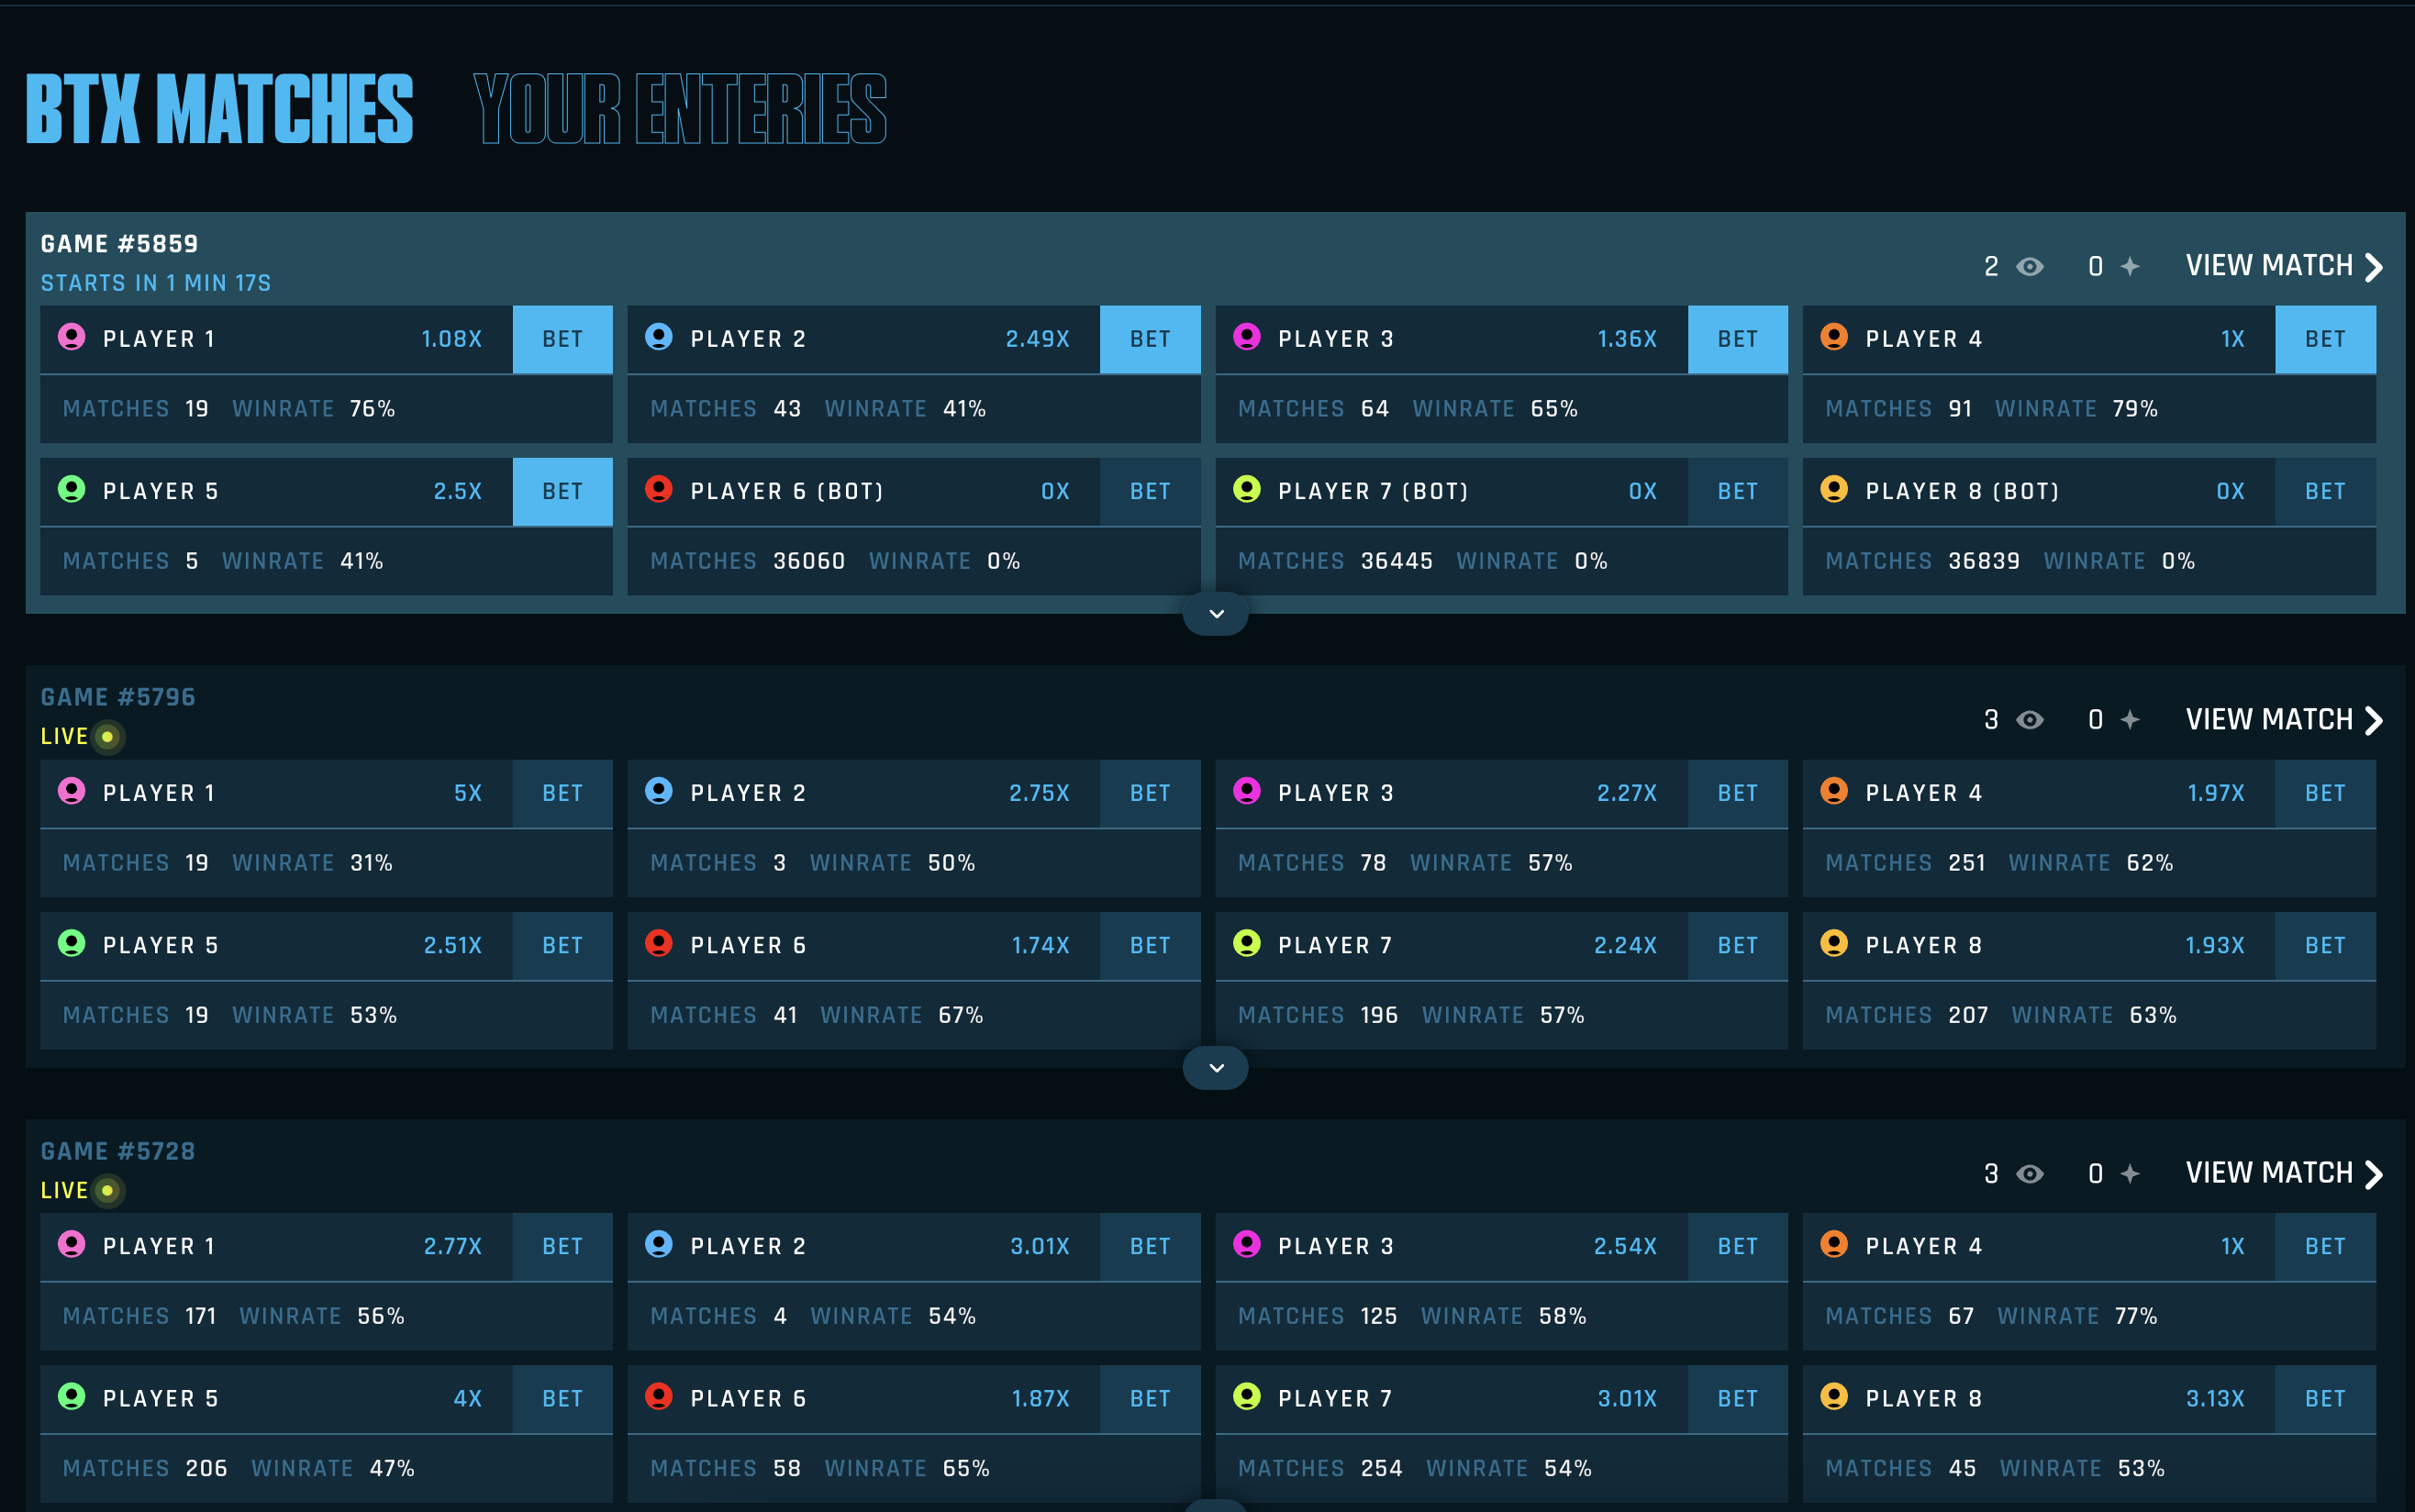 BTX MATCHES YOUR ENTERIES
GAME #5859
STARTS IN 1 MIN 17S
2 0 VIEW MATCH
PLAYER 1 1.08X BET PLAYER 2 2.49X BET PLAYER 3 1.36X BET PLAYER 4 1X BET
MATCHES 19 WINRATE 76% MATCHES 43 WINRATE 41% MATCHES 64 WINRATE 65% MATCHES 91 WINRATE 79%
PLAYER 5 2.5X BET PLAYER 6 (BOT) 0X BET PLAYER 7 (BOT) 0X BET PLAYER 8 (BOT) 0X BET
MATCHES 5 WINRATE 41% MATCHES 36060 WINRATE 0% MATCHES 36445 WINRATE 0% MATCHES 36839 WINRATE 0%
GAME #5796
LIVE
3 0 VIEW MATCH
PLAYER 1 5X BET PLAYER 2 2.75X BET PLAYER 3 2.27X BET PLAYER 4 1.97X BET
MATCHES 19 WINRATE 31% MATCHES 3 WINRATE 50% MATCHES 78 WINRATE 57% MATCHES 251 WINRATE 62%
PLAYER 5 2.51X BET PLAYER 6 1.74X BET PLAYER 7 2.24X BET PLAYER 8 1.93X BET
MATCHES 19 WINRATE 53% MATCHES 41 WINRATE 67% MATCHES 196 WINRATE 57% MATCHES 207 WINRATE 63%
GAME #5728
LIVE
3 0 VIEW MATCH
PLAYER 1 2.77X BET PLAYER 2 3.01X BET PLAYER 3 2.54X BET PLAYER 4 1X BET
MATCHES 171 WINRATE 56% MATCHES 4 WINRATE 54% MATCHES 125 WINRATE 58% MATCHES 67 WINRATE 77%
PLAYER 5 4X BET PLAYER 6 1.87X BET PLAYER 7 3.01X BET PLAYER 8 3.13X BET
MATCHES 206 WINRATE 47% MATCHES 58 WINRATE 65% MATCHES 254 WINRATE 54% MATCHES 45 WINRATE 53%